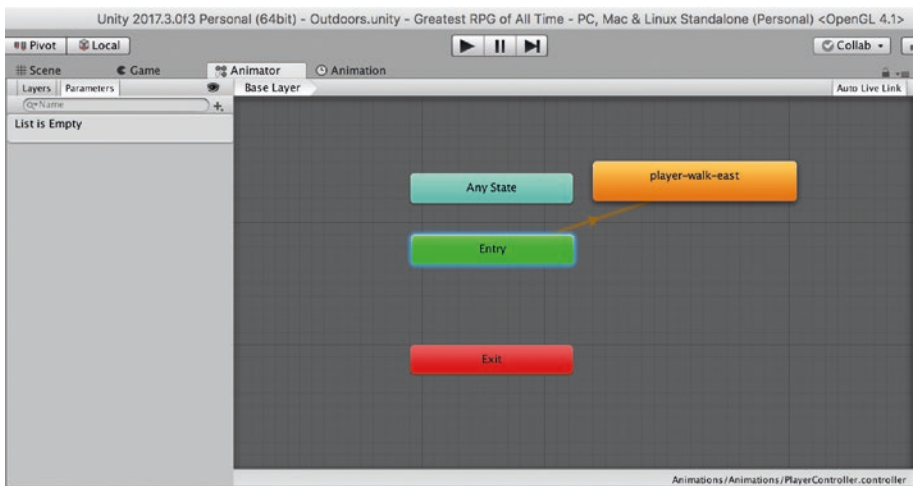 Unity 2017.3.0f3 Personal (64bit) - Outdoors.unity - Greatest RPG of All Time - PC, Mac & Linux Standalone (Personal) <OpenGL 4.1>
Pivot Local Collab
Scene Game Animator Animation
Layers Parameters Base Layer Auto Live Link
Name
List is Empty
player-walk-east
Any State
Entry
Exit
Animations/Animations/PlayerController.controller